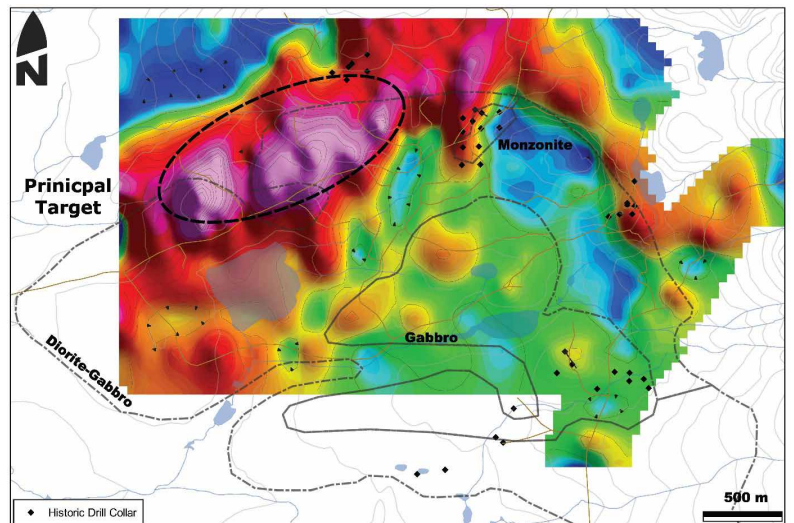 N
Monzonite
Prinicpal
Target
Gabbro
Diorite-Gabbro
500 m
Historic Drill Collar